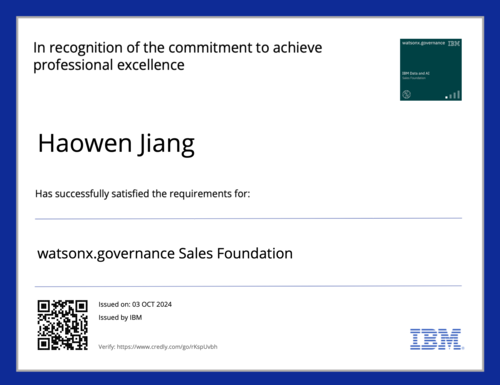 In recognition of the commitment to achieve
professional excellence
watsonx.governance IBM
IBM Data and AI
Sales Foundation
Haowen Jiang
Has successfully satisfied the requirements for:
watsonx.governance Sales Foundation
Issued on: 03 OCT 2024
Issued by IBM
Verify: https://www.credly.com/go/rKspUvbh
IBM